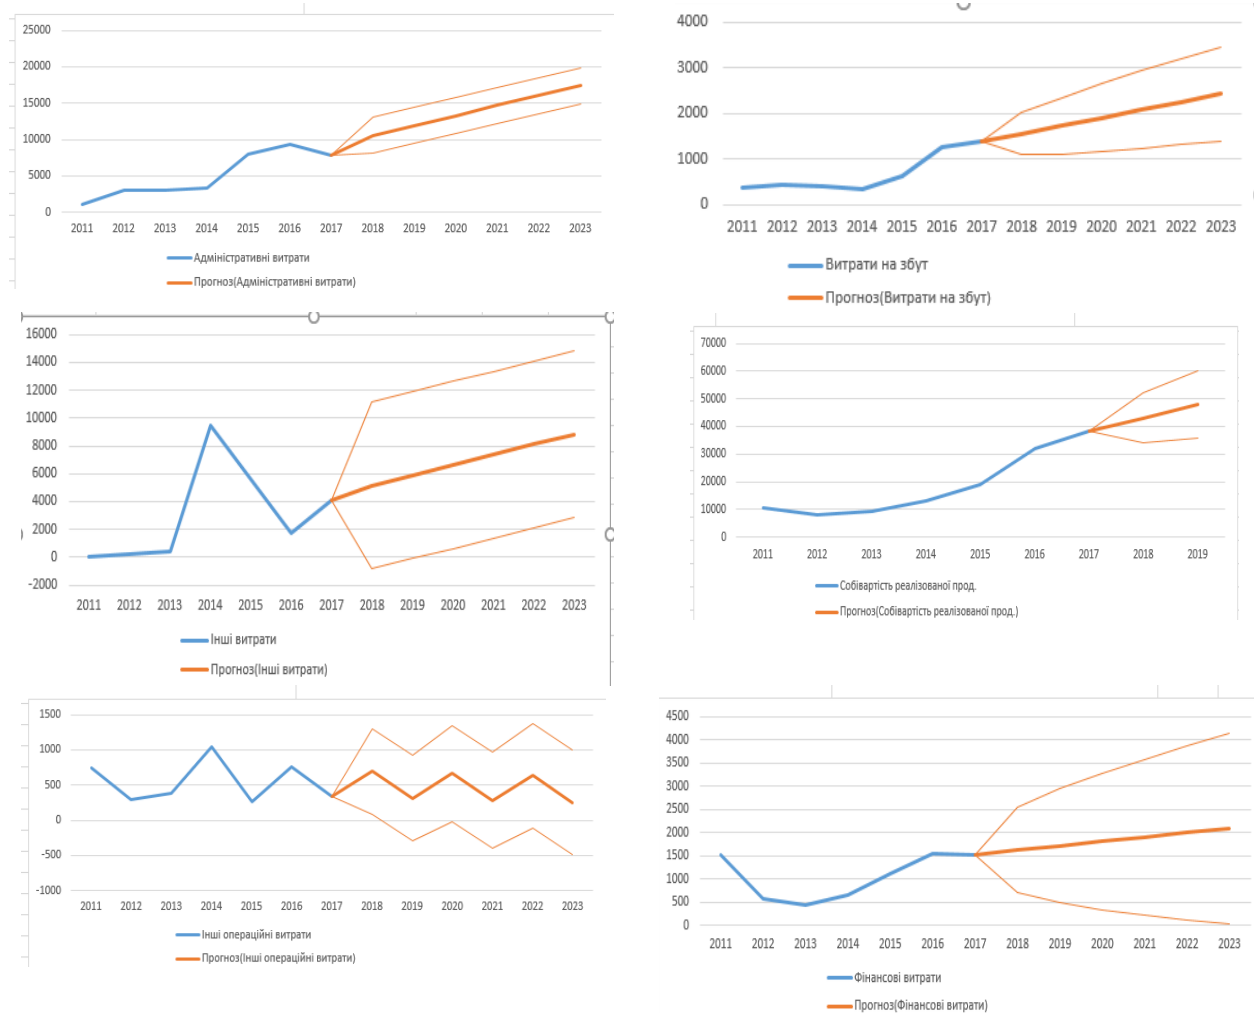 25000
20000
15000
10000
5000
0
2011 2012 2013 2014 2015 2016 2017 2018 2019 2020 2021 2022 2023
Адміністративні витрати
Прогноз(Адміністративні витрати)
4000
3000
2000
1000
0
2011 2012 2013 2014 2015 2016 2017 2018 2019 2020 2021 2022 2023
Витрати на збут
Прогноз(Витрати на збут)
16000
14000
12000
10000
8000
6000
4000
2000
0
-2000
2011 2012 2013 2014 2015 2016 2017 2018 2019 2020 2021 2022 2023
Інші витрати
Прогноз(Інші витрати)
70000
60000
50000
40000
30000
20000
10000
0
2011 2012 2013 2014 2015 2016 2017 2018 2019
Собівартість реалізованої прод.
Прогноз(Собівартість реалізованої прод.)
1500
1000
500
0
-500
-1000
2011 2012 2013 2014 2015 2016 2017 2018 2019 2020 2021 2022 2023
Інші операційні витрати
Прогноз(Інші операційні витрати)
4500
4000
3500
3000
2500
2000
1500
1000
500
0
2011 2012 2013 2014 2015 2016 2017 2018 2019 2020 2021 2022 2023
Фінансові витрати
Прогноз(Фінансові витрати)